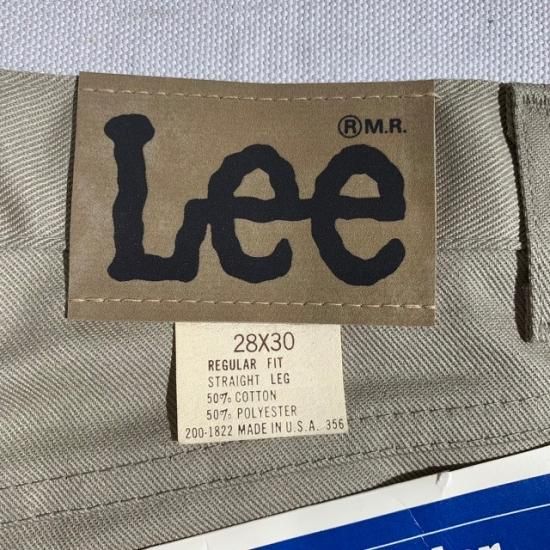 ® M.R.
Lee
28X30
REGULAR FIT
STRAIGHT LEG
50% COTTON
50% POLYESTER
200-1822 MADE IN U.S.A. 356